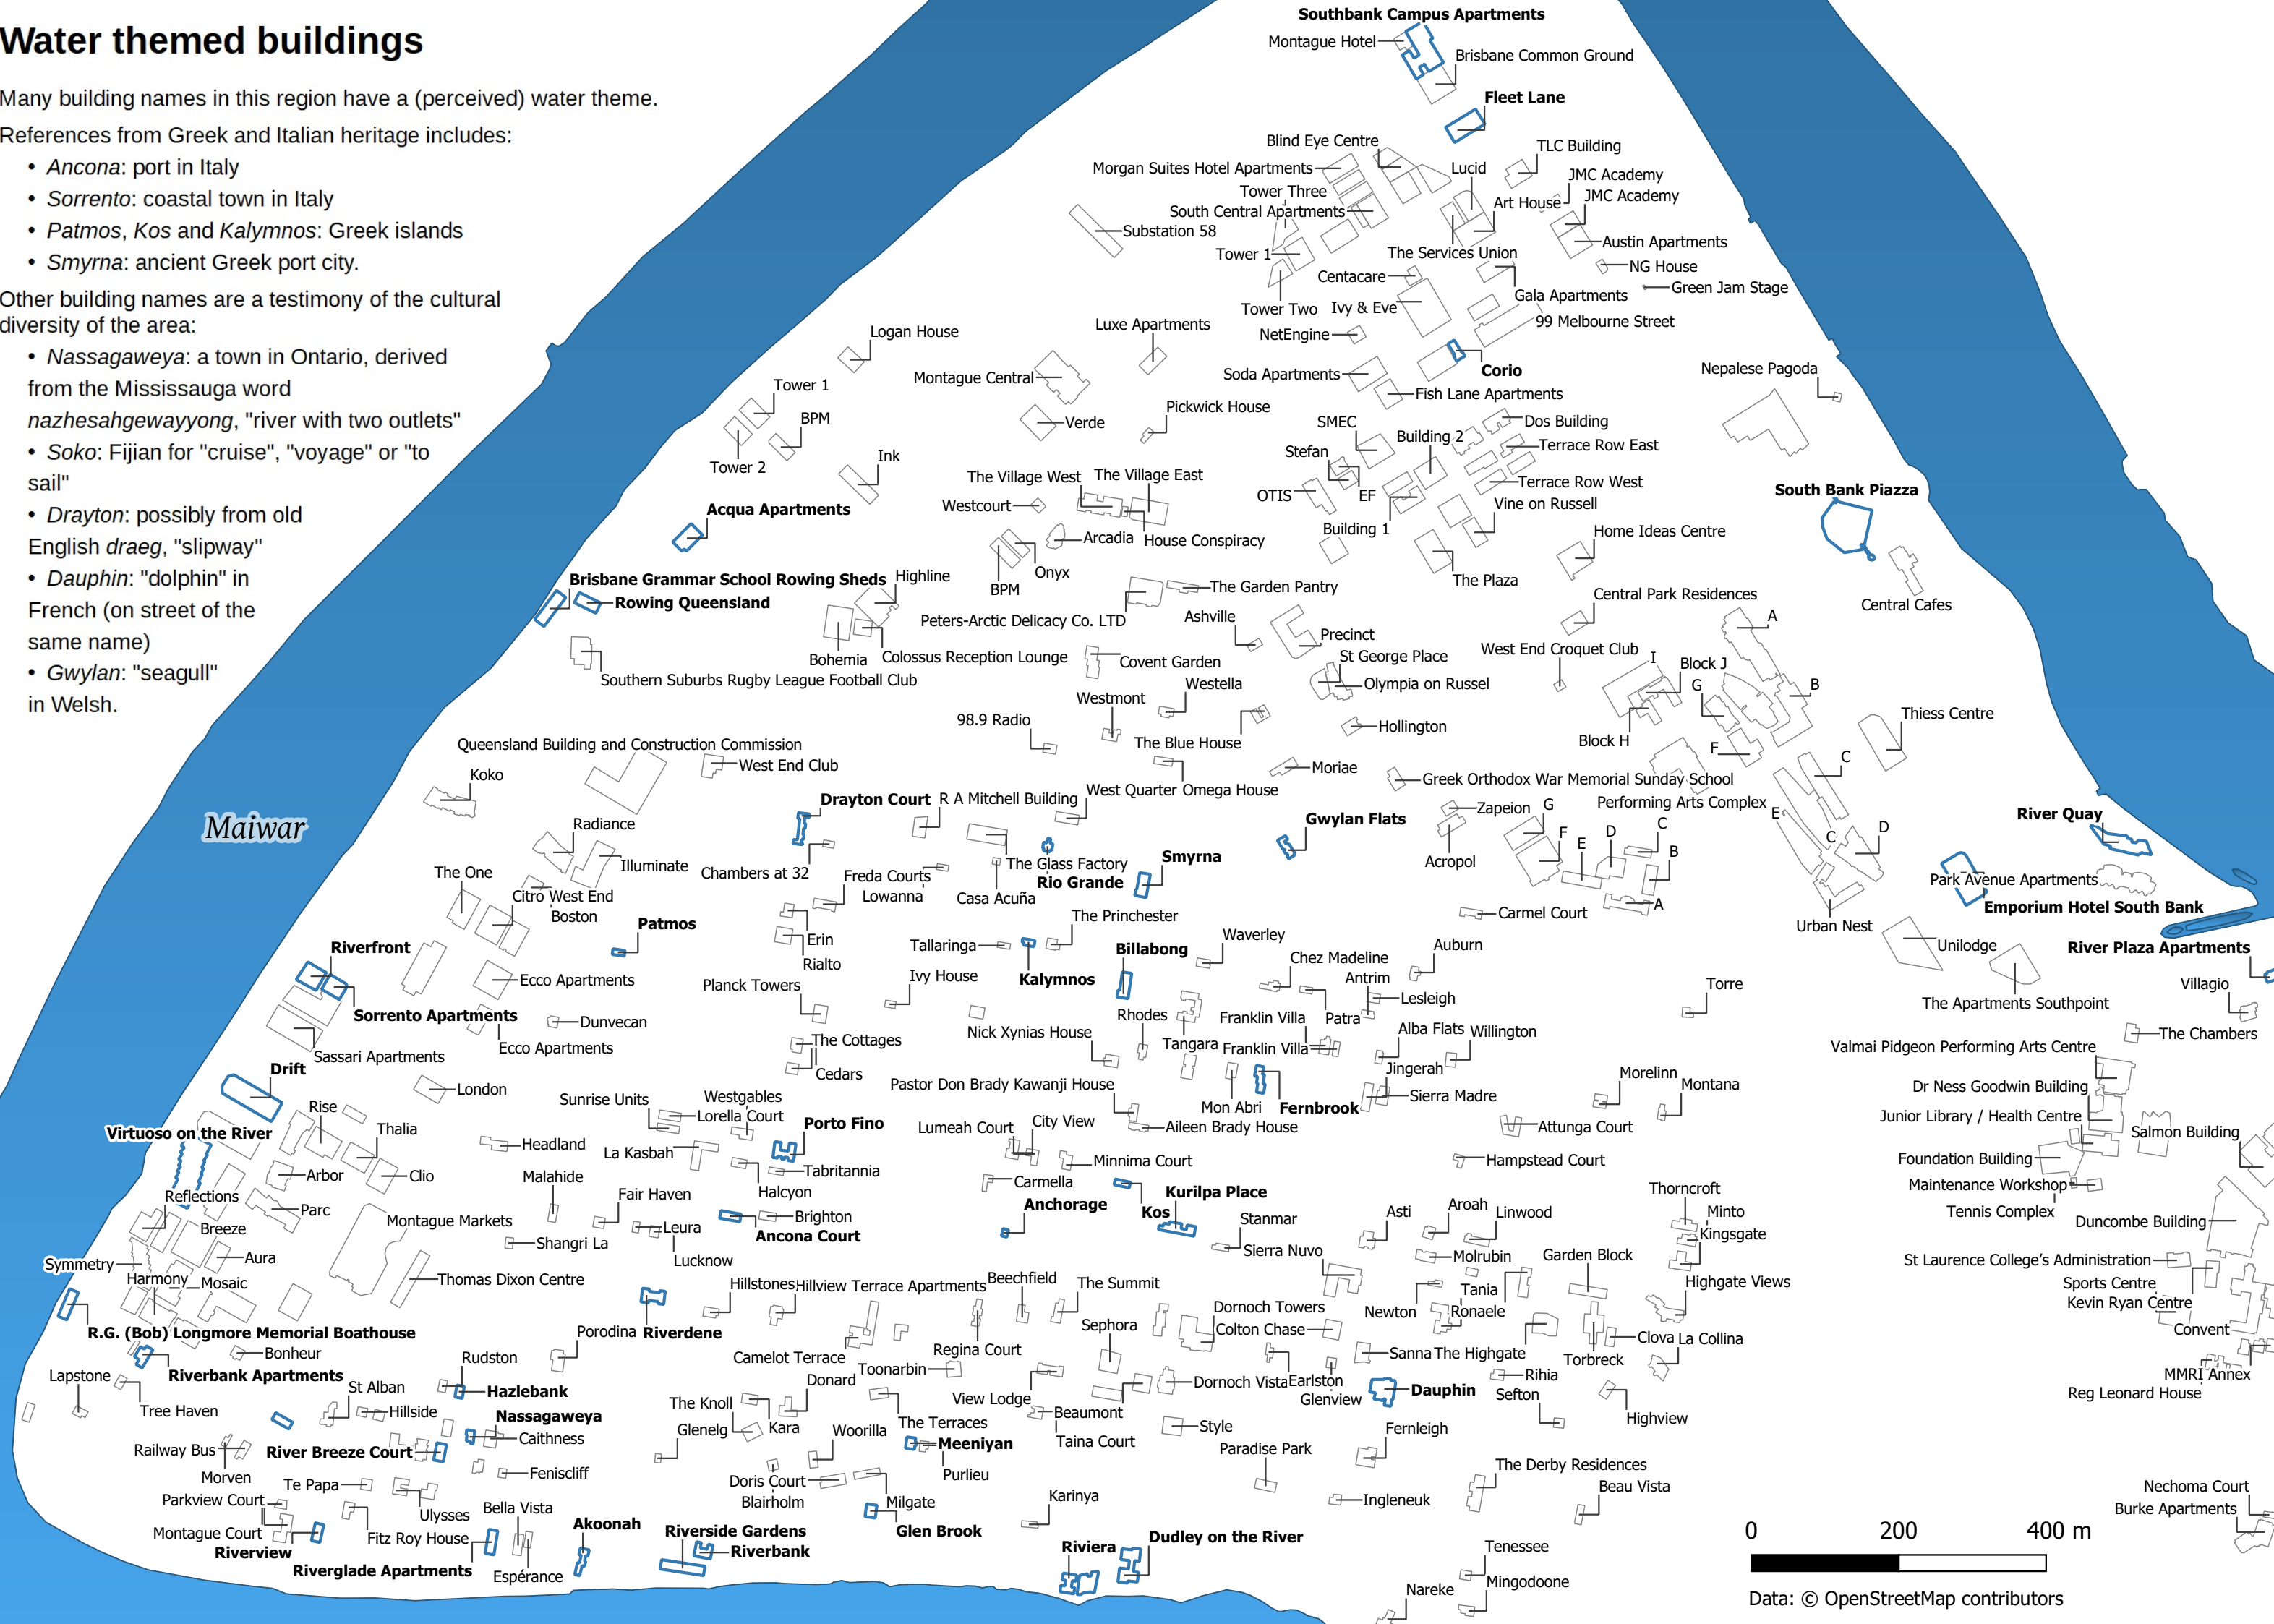 Water themed buildings
Many building names in this region have a (perceived) water theme.
References from Greek and Italian heritage includes:
• Ancona: port in Italy
• Sorrento: coastal town in Italy
• Patmos, Kos and Kalymnos: Greek islands
• Smyrna: ancient Greek port city.
Other building names are a testimony of the cultural
diversity of the area:
• Nassagaweya: a town in Ontario, derived
from the Mississauga word
nazhesahgewayyong, "river with two outlets"
• Soko: Fijian for "cruise", "voyage" or "to
sail"
• Drayton: possibly from old
English draeg, "slipway"
• Dauphin: "dolphin" in
French (on street of the
same name)
• Gwylan: "seagull"
in Welsh.
Maiwar
Southbank Campus Apartments
Montague Hotel
Brisbane Common Ground
Fleet Lane
Blind Eye Centre
TLC Building
Morgan Suites Hotel Apartments
Lucid
JMC Academy
Tower Three
JMC Academy
South Central Apartments
Art House
Substation 58
Austin Apartments
Tower 1
The Services Union
NG House
Centacare
Green Jam Stage
Gala Apartments
Tower Two
Ivy & Eve
99 Melbourne Street
Luxe Apartments
Logan House
NetEngine
Corio
Nepalese Pagoda
Montague Central
Soda Apartments
Tower 1
Fish Lane Apartments
Pickwick House
BPM
Verde
SMEC
Dos Building
Building 2
Terrace Row East
Tower 2
Ink
Stefan
The Village West
The Village East
Terrace Row West
OTIS
EF
South Bank Piazza
Westcourt
Vine on Russell
Acqua Apartments
Building 1
Home Ideas Centre
Arcadia
House Conspiracy
Onyx
The Plaza
Brisbane Grammar School Rowing Sheds
Highline
BPM
The Garden Pantry
Rowing Queensland
Central Park Residences
Central Cafes
Peters-Arctic Delicacy Co. LTD
Ashville
A
Precinct
West End Croquet Club
Bohemia
Colossus Reception Lounge
Covent Garden
St George Place
I
Block J
Southern Suburbs Rugby League Football Club
Westella
Olympia on Russel
G
B
Westmont
98.9 Radio
Hollington
Thiess Centre
The Blue House
Block H
F
Queensland Building and Construction Commission
West End Club
Moriae
C
Koko
Greek Orthodox War Memorial Sunday School
West Quarter Omega House
Drayton Court
R A Mitchell Building
Performing Arts Complex
Zapeion
G
E
River Quay
Radiance
Gwylan Flats
F
D
C
C
D
Illuminate
The Glass Factory
Smyrna
Acropol
E
B
The One
Chambers at 32
Freda Courts
Rio Grande
Park Avenue Apartments
Citro West End
Lowanna
Casa Acuña
A
Emporium Hotel South Bank
Boston
Patmos
The Princhester
Carmel Court
Urban Nest
Erin
Riverfront
Tallaringa
Billabong
Waverley
Auburn
Unilodge
River Plaza Apartments
Rialto
Chez Madeline
Ecco Apartments
Ivy House
Kalymnos
Antrim
Torre
Villagio
Planck Towers
Lesleigh
The Apartments Southpoint
Sorrento Apartments
Dunvecan
Rhodes
Franklin Villa
Patra
Nick Xynias House
Alba Flats
Willington
The Chambers
The Cottages
Tangara
Franklin Villa
Valmai Pidgeon Performing Arts Centre
Ecco Apartments
Sassari Apartments
Drift
Cedars
Jingerah
Morelinn
London
Pastor Don Brady Kawanji House
Montana
Dr Ness Goodwin Building
Sunrise Units
Westgables
Sierra Madre
Rise
Lorella Court
Mon Abri
Fernbrook
Junior Library / Health Centre
Virtuoso on the River
Thalia
Porto Fino
Lumeah Court
City View
Aileen Brady House
Attunga Court
Salmon Building
Headland
La Kasbah
Minnima Court
Hampstead Court
Foundation Building
Arbor
Clio
Malahide
Tabritannia
Carmella
Maintenance Workshop
Reflections
Fair Haven
Halcyon
Anchorage
Kurilpa Place
Thorncroft
Parc
Brighton
Kos
Asti
Aroah
Linwood
Minto
Tennis Complex
Breeze
Montague Markets
Leura
Ancona Court
Stanmar
Kingsgate
Duncombe Building
Shangri La
Sierra Nuvo
Molrubin
Garden Block
Symmetry
Aura
Lucknow
St Laurence College's Administration
Harmony
Mosaic
Thomas Dixon Centre
Hillstones
Hillview Terrace Apartments
Beechfield
The Summit
Tania
Highgate Views
Sports Centre
Kevin Ryan Centre
Dornoch Towers
Newton
Ronaele
R.G. (Bob) Longmore Memorial Boathouse
Porodina
Riverdene
Sephora
Colton Chase
Clova
La Collina
Convent
Bonheur
Camelot Terrace
Regina Court
Sanna
The Highgate
Torbreck
Rudston
Toonarbin
Rihia
MMRI Annex
Lapstone
Riverbank Apartments
Donard
Dornoch Vista
Earlston
Dauphin
Reg Leonard House
St Alban
Hazlebank
View Lodge
Glenview
Sefton
Tree Haven
Hillside
The Knoll
Beaumont
Highview
Nassagaweya
Glenelg
Kara
The Terraces
Style
Fernleigh
Caithness
Woorilla
Meeniyan
Taina Court
Railway Bus
River Breeze Court
Paradise Park
Morven
Feniscliff
Purlieu
The Derby Residences
Te Papa
Doris Court
Beau Vista
Nechoma Court
Parkview Court
Bella Vista
Blairholm
Milgate
Karinya
Ingleneuk
Burke Apartments
Ulysses
Montague Court
Fitz Roy House
Akoonah
Riverside Gardens
Glen Brook
Dudley on the River
Riverview
Riverbank
Riviera
Tenessee
Riverglade Apartments
Espérance
Mingodoone
Nareke
0 200 400 m
Data: © OpenStreetMap contributors